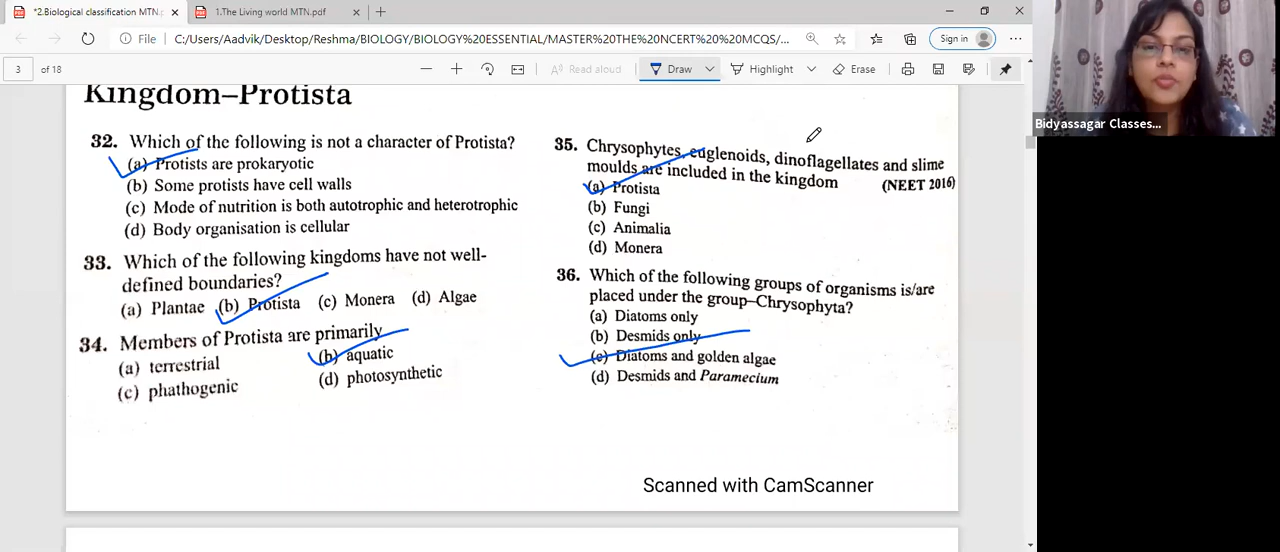 *2.Biological classification MTN.
1.The Living world MTN.pdf
File
C:/Users/Aadvik/Desktop/Reshma/BIOLOGY/BIOLOGY%20ESSENTIAL/MASTER%20THE%20NCERT%20%20MCQS/...
Sign in
3 of 18
Read aloud
Draw
Highlight
Erase
Bidyassagar Classes...
Kingdom–Protista
32. Which of the following is not a character of Protista?
(a) Protists are prokaryotic
(b) Some protists have cell walls
(c) Mode of nutrition is both autotrophic and heterotrophic
(d) Body organisation is cellular
33. Which of the following kingdoms have not well-
defined boundaries?
(a) Plantae (b) Protista (c) Monera (d) Algae
34. Members of Protista are primarily
(a) terrestrial (b) aquatic
(c) phathogenic (d) photosynthetic
35. Chrysophytes, euglenoids, dinoflagellates and slime
moulds are included in the kingdom (NEET 2016)
(a) Protista
(b) Fungi
(c) Animalia
(d) Monera
36. Which of the following groups of organisms is/are
placed under the group–Chrysophyta?
(a) Diatoms only
(b) Desmids only
(c) Diatoms and golden algae
(d) Desmids and Paramecium
Scanned with CamScanner